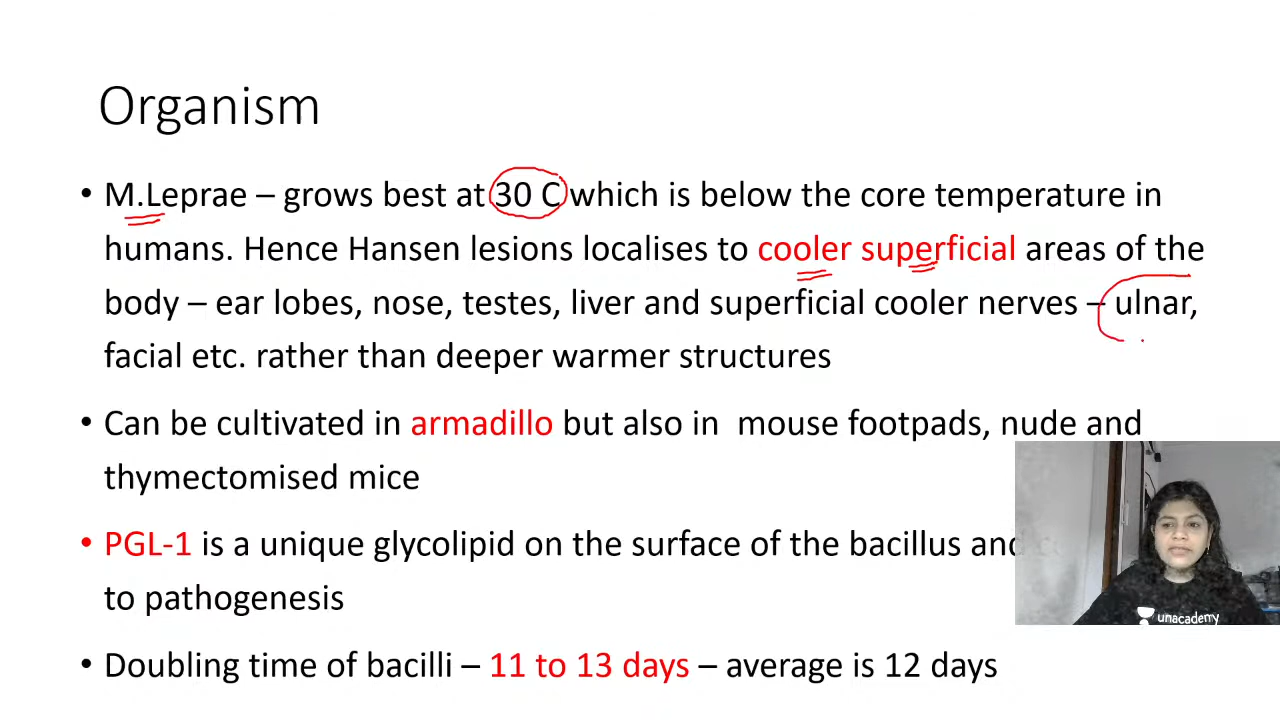 Organism
• M.Leprae – grows best at 30 C which is below the core temperature in
humans. Hence Hansen lesions localises to cooler superficial areas of the
body – ear lobes, nose, testes, liver and superficial cooler nerves – ulnar,
facial etc. rather than deeper warmer structures
• Can be cultivated in armadillo but also in mouse footpads, nude and
thymectomised mice
• PGL-1 is a unique glycolipid on the surface of the bacillus and
to pathogenesis
• Doubling time of bacilli – 11 to 13 days – average is 12 days
unacademy